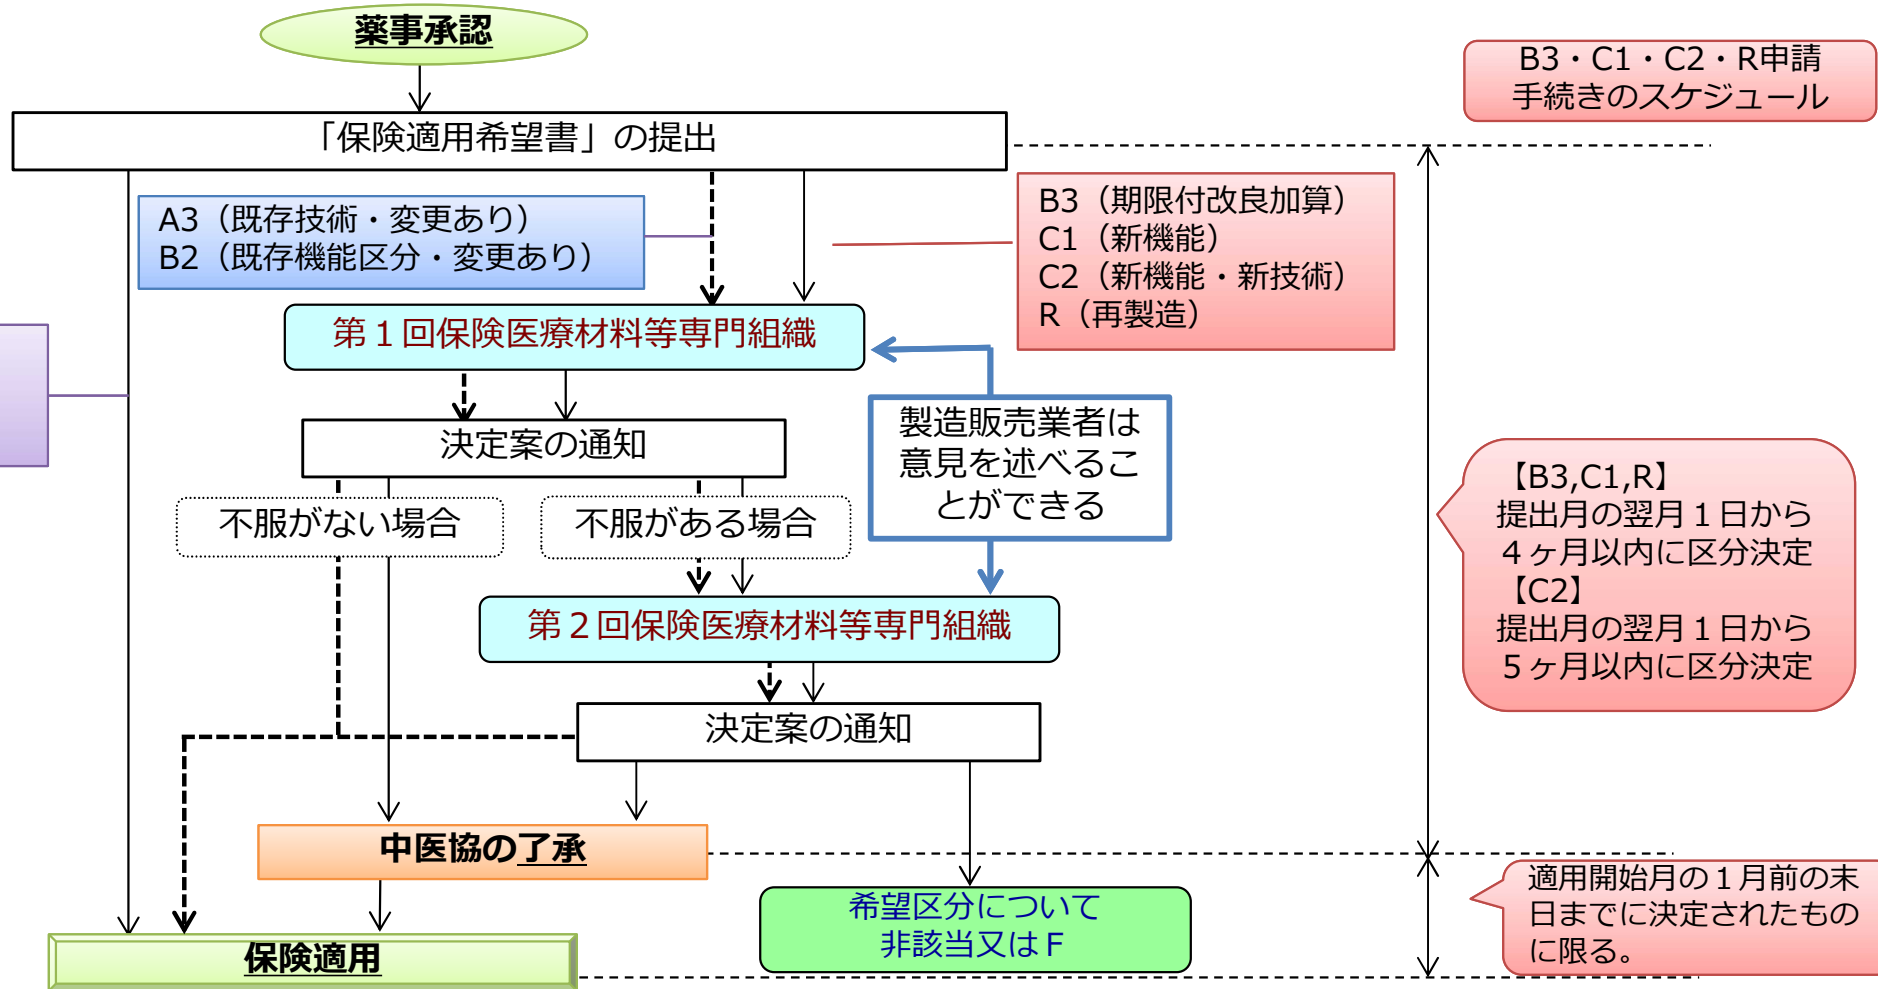 薬事承認
B3・C1・C2・R申請
手続きのスケジュール
「保険適用希望書」の提出
A3（既存技術・変更あり）
B2（既存機能区分・変更あり）
B3（期限付改良加算）
C1（新機能）
C2（新機能・新技術）
R（再製造）
第１回保険医療材料等専門組織
決定案の通知
製造販売業者は
意見を述べるこ
とができる
不服がない場合
不服がある場合
【B3,C1,R】
提出月の翌月１日から
４ヶ月以内に区分決定
【C2】
提出月の翌月１日から
５ヶ月以内に区分決定
第２回保険医療材料等専門組織
決定案の通知
中医協の了承
希望区分について
非該当又はＦ
適用開始月の１月前の末
日までに決定されたもの
に限る。
保険適用